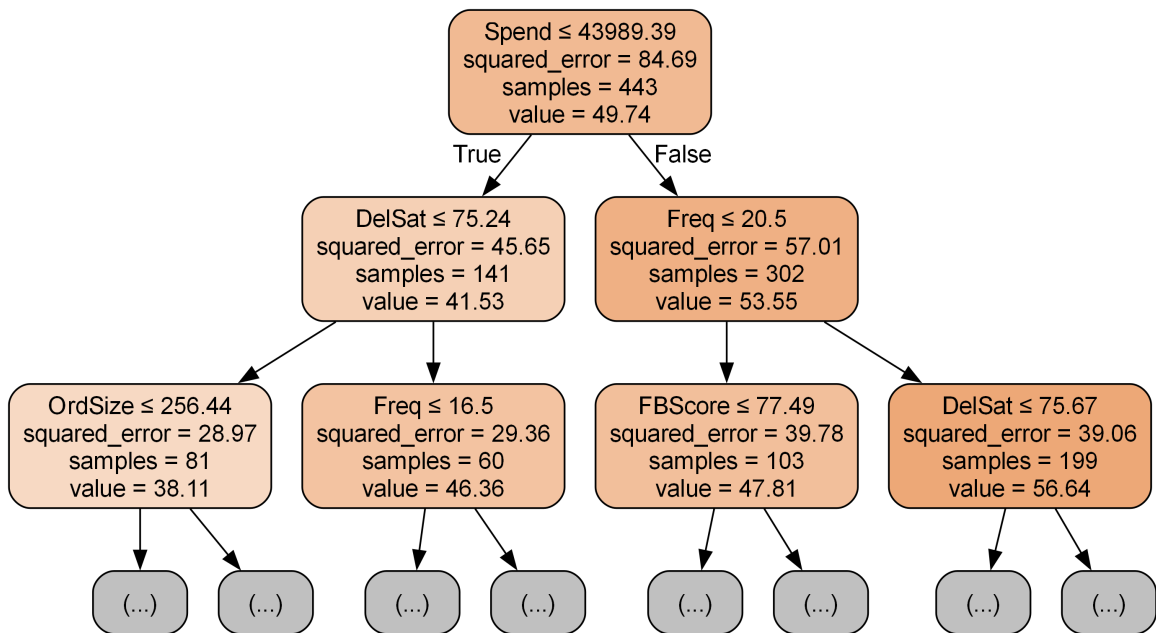 Spend ≤ 43989.39
squared_error = 84.69
samples = 443
value = 49.74
True
False
DelSat ≤ 75.24
squared_error = 45.65
samples = 141
value = 41.53
Freq ≤ 20.5
squared_error = 57.01
samples = 302
value = 53.55
OrdSize ≤ 256.44
squared_error = 28.97
samples = 81
value = 38.11
Freq ≤ 16.5
squared_error = 29.36
samples = 60
value = 46.36
FBScore ≤ 77.49
squared_error = 39.78
samples = 103
value = 47.81
DelSat ≤ 75.67
squared_error = 39.06
samples = 199
value = 56.64
(...)
(...)
(...)
(...)
(...)
(...)
(...)
(...)